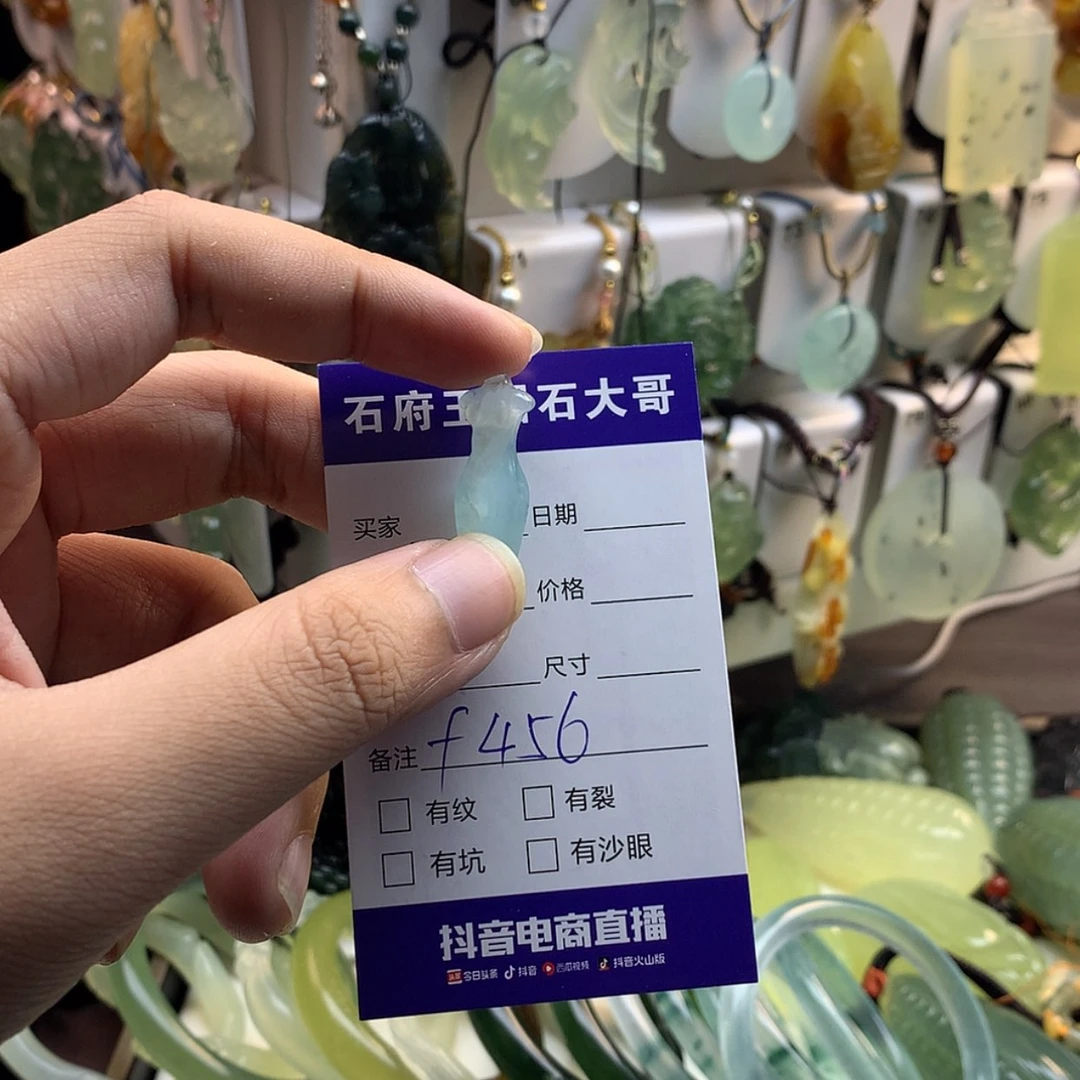 石府王 石大哥
买家 日期
价格
尺寸
备注 f456
有纹 有裂
有坑 有沙眼
抖音电商直播
今日头条 抖音 西瓜视频 抖音火山版